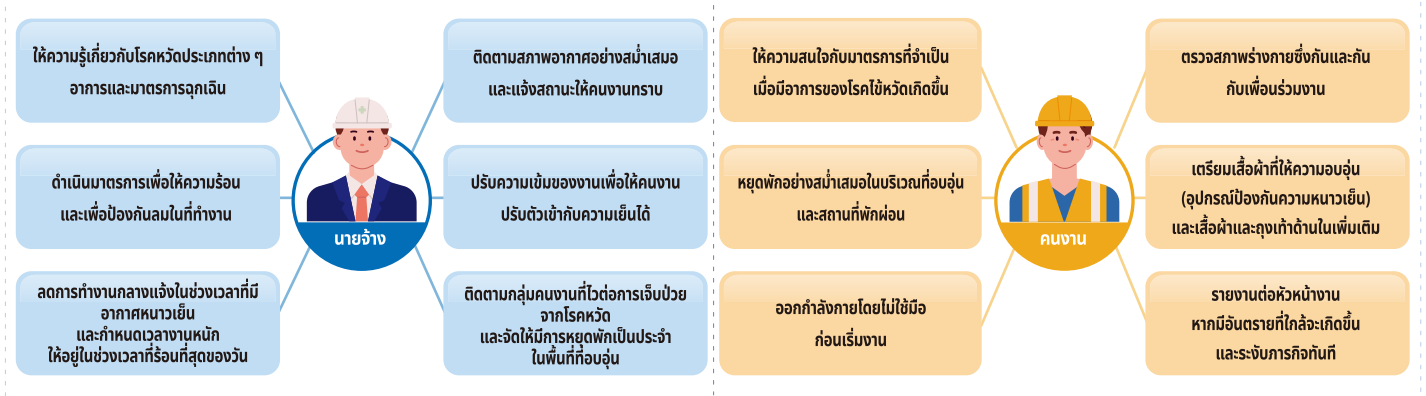 ให้ความรู้เกี่ยวกับโรคหวัดประเภทต่าง ๆ
อาการและมาตรการฉุกเฉิน
ติดตามสภาพอากาศอย่างสม่ำเสมอ
และแจ้งสถานะให้คนงานทราบ
ดำเนินมาตรการเพื่อให้ความร้อน
และเพื่อป้องกันลมในที่ทำงาน
นายจ้าง
ปรับความเข้มของงานเพื่อให้คนงาน
ปรับตัวเข้ากับความเย็นได้
ลดการทำงานกลางแจ้งในช่วงเวลาที่มี
อากาศหนาวเย็น
และกำหนดเวลางานหนัก
ให้อยู่ในช่วงเวลาที่ร้อนที่สุดของวัน
ติดตามกลุ่มคนงานที่ไวต่อการเจ็บป่วย
จากโรคหวัด
และจัดให้มีการหยุดพักเป็นประจำ
ในพื้นที่ที่อบอุ่น
ให้ความสนใจกับมาตรการที่จำเป็น
เมื่อมีอาการของโรคไข้หวัดเกิดขึ้น
ตรวจสภาพร่างกายซึ่งกันและกัน
กับเพื่อนร่วมงาน
หยุดพักอย่างสม่ำเสมอในบริเวณที่อบอุ่น
และสถานที่พักผ่อน
คนงาน
เตรียมเสื้อผ้าที่ให้ความอบอุ่น
(อุปกรณ์ป้องกันความหนาวเย็น)
และเสื้อผ้าและถุงเท้าด้านในเพิ่มเติม
ออกกำลังกายโดยไม่ใช้มือ
ก่อนเริ่มงาน
รายงานต่อหัวหน้างาน
หากมีอันตรายที่ใกล้จะเกิดขึ้น
และระงับภารกิจทันที